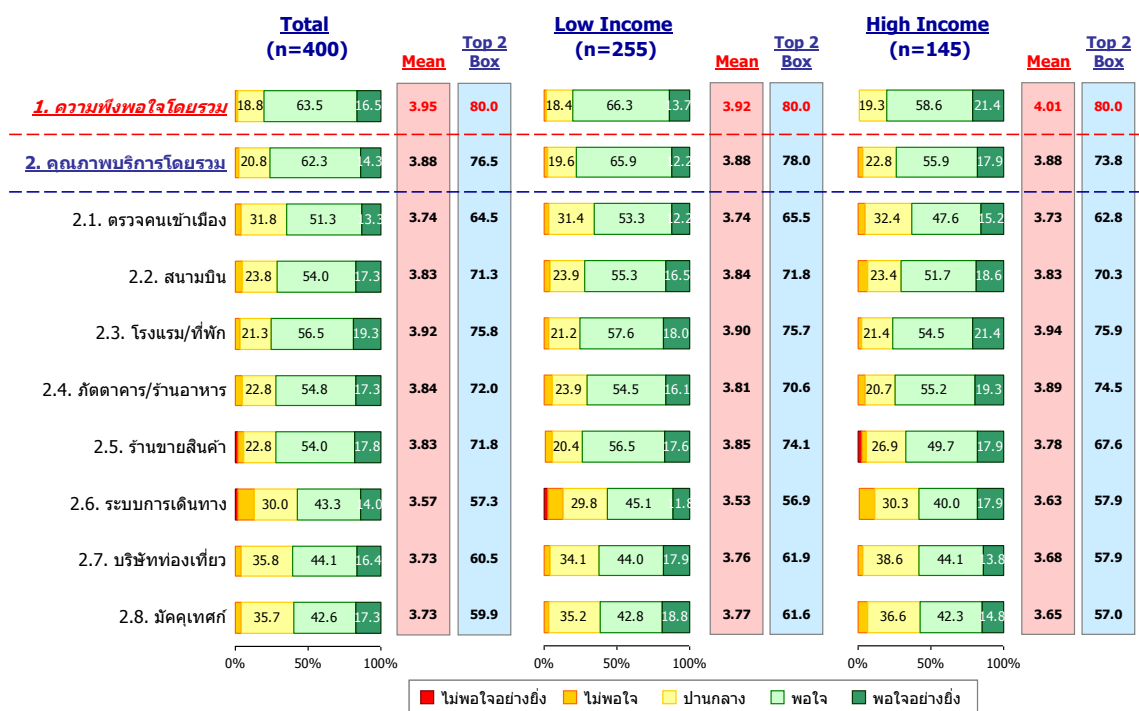 Total Low Income High Income
(n=400) (n=255) (n=145)
Mean Top 2 Box Mean Top 2 Box Mean Top 2 Box
1. ความพึงพอใจโดยรวม 18.8 63.5 16.5 3.95 80.0 18.4 66.3 13.7 3.92 80.0 19.3 58.6 21.4 4.01 80.0
2. คุณภาพบริการโดยรวม 20.8 62.3 14.3 3.88 76.5 19.6 65.9 12.2 3.88 78.0 22.8 55.9 17.9 3.88 73.8
2.1. ตรวจคนเข้าเมือง 31.8 51.3 13.3 3.74 64.5 31.4 53.3 12.2 3.74 65.5 32.4 47.6 15.2 3.73 62.8
2.2. สนามบิน 23.8 54.0 17.3 3.83 71.3 23.9 55.3 16.5 3.84 71.8 23.4 51.7 18.6 3.83 70.3
2.3. โรงแรม/ที่พัก 21.3 56.5 19.3 3.92 75.8 21.2 57.6 18.0 3.90 75.7 21.4 54.5 21.4 3.94 75.9
2.4. ภัตตาคาร/ร้านอาหาร 22.8 54.8 17.3 3.84 72.0 23.9 54.5 16.1 3.81 70.6 20.7 55.2 19.3 3.89 74.5
2.5. ร้านขายสินค้า 22.8 54.0 17.8 3.83 71.8 20.4 56.5 17.6 3.85 74.1 26.9 49.7 17.9 3.78 67.6
2.6. ระบบการเดินทาง 30.0 43.3 14.0 3.57 57.3 29.8 45.1 11.8 3.53 56.9 30.3 40.0 17.9 3.63 57.9
2.7. บริษัทท่องเที่ยว 35.8 44.1 16.4 3.73 60.5 34.1 44.0 17.9 3.76 61.9 38.6 44.1 13.8 3.68 57.9
2.8. มัคคุเทศก์ 35.7 42.6 17.3 3.73 59.9 35.2 42.8 18.8 3.77 61.6 36.6 42.3 14.8 3.65 57.0
0% 50% 100% 0% 50% 100% 0% 50% 100%
ไม่พอใจอย่างยิ่ง ไม่พอใจ ปานกลาง พอใจ พอใจอย่างยิ่ง